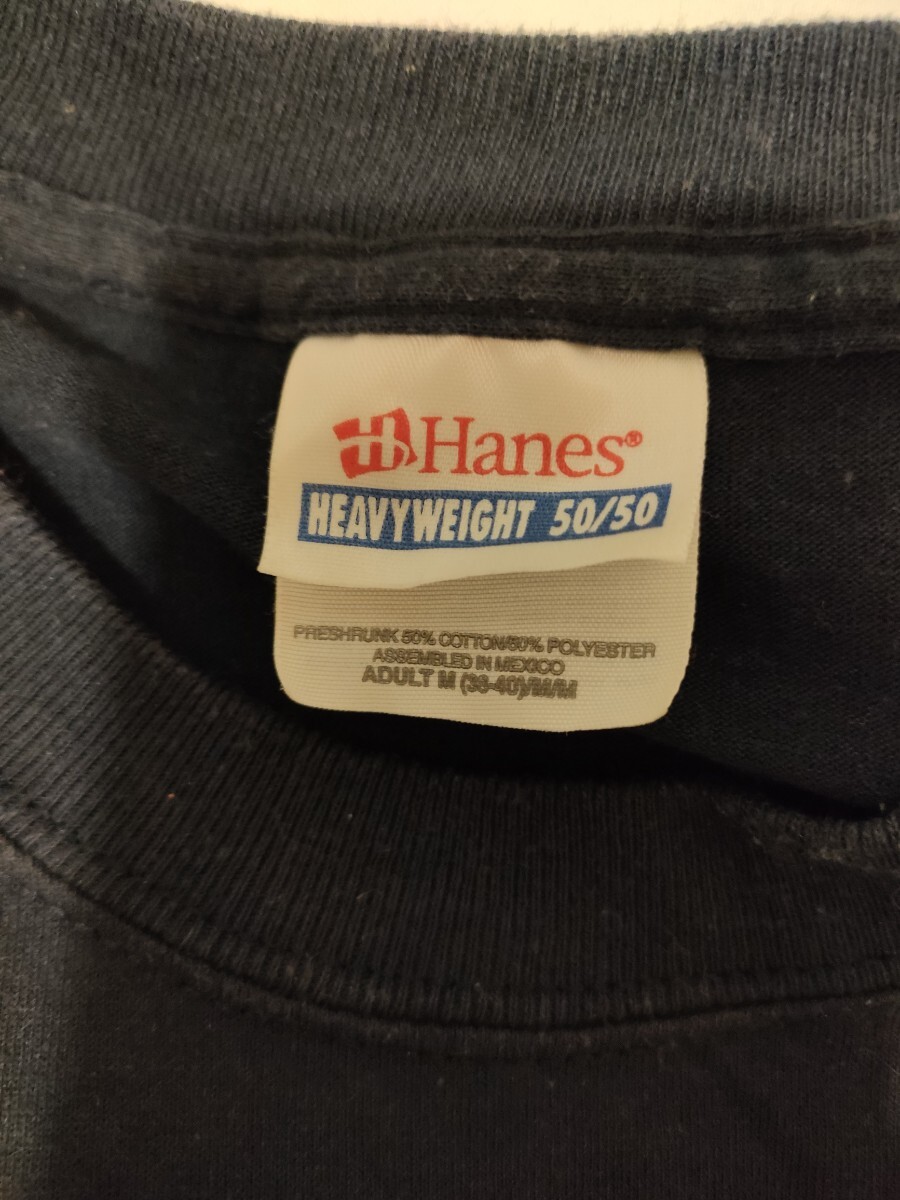 Hanes®
HEAVYWEIGHT 50/50
PRESHRUNK 50% COTTON/50% POLYESTER
ASSEMBLED IN MEXICO
ADULT M (38-40)/M/M